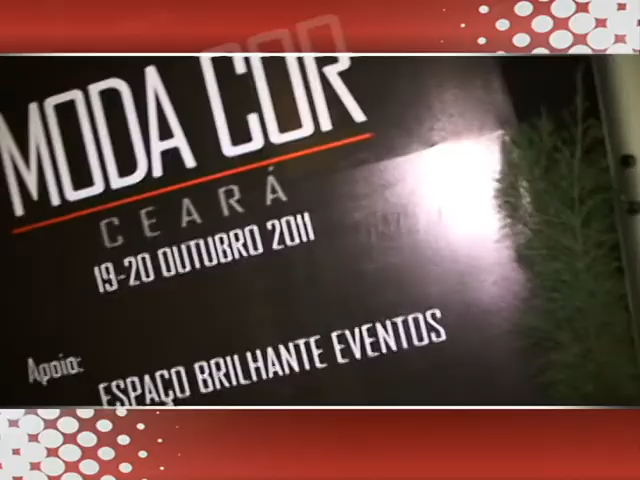 MODA COR
CEARÁ
19-20 OUTUBRO 2011
Apoio:
ESPAÇO BRILHANTE EVENTOS